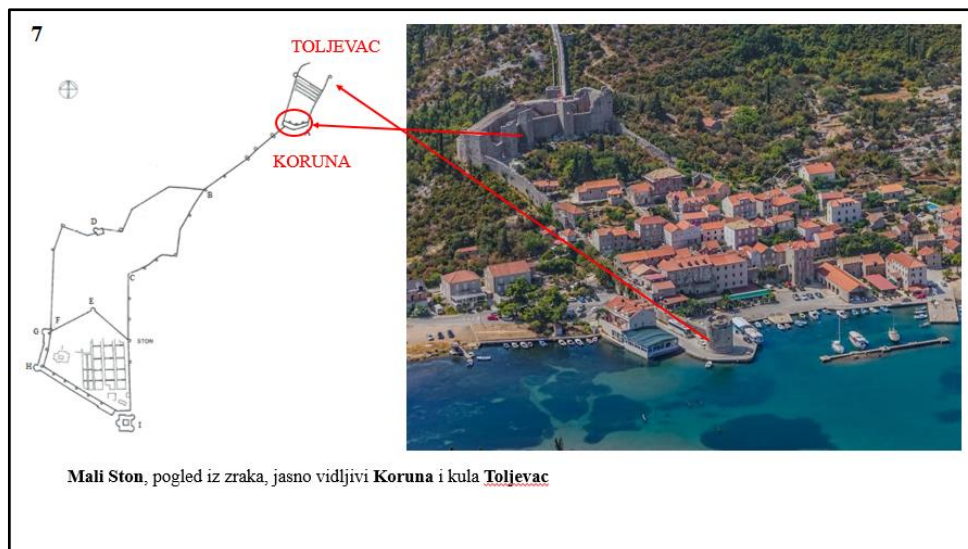 7
TOLJEVAC
A
KORUNA
B
D
C
E
F
G
STON
H
I
Mali Ston, pogled iz zraka, jasno vidljivi Koruna i kula Toljevac